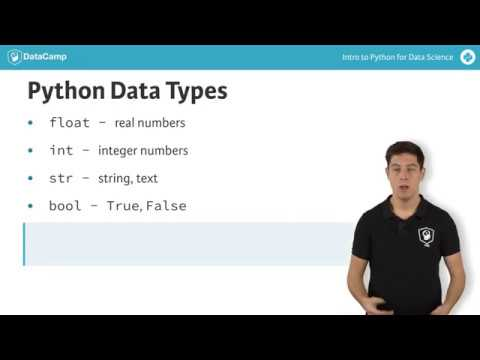 DataCamp
Intro to Python for Data Science
Python Data Types
• float – real numbers
• int – integer numbers
• str – string, text
• bool – True, False